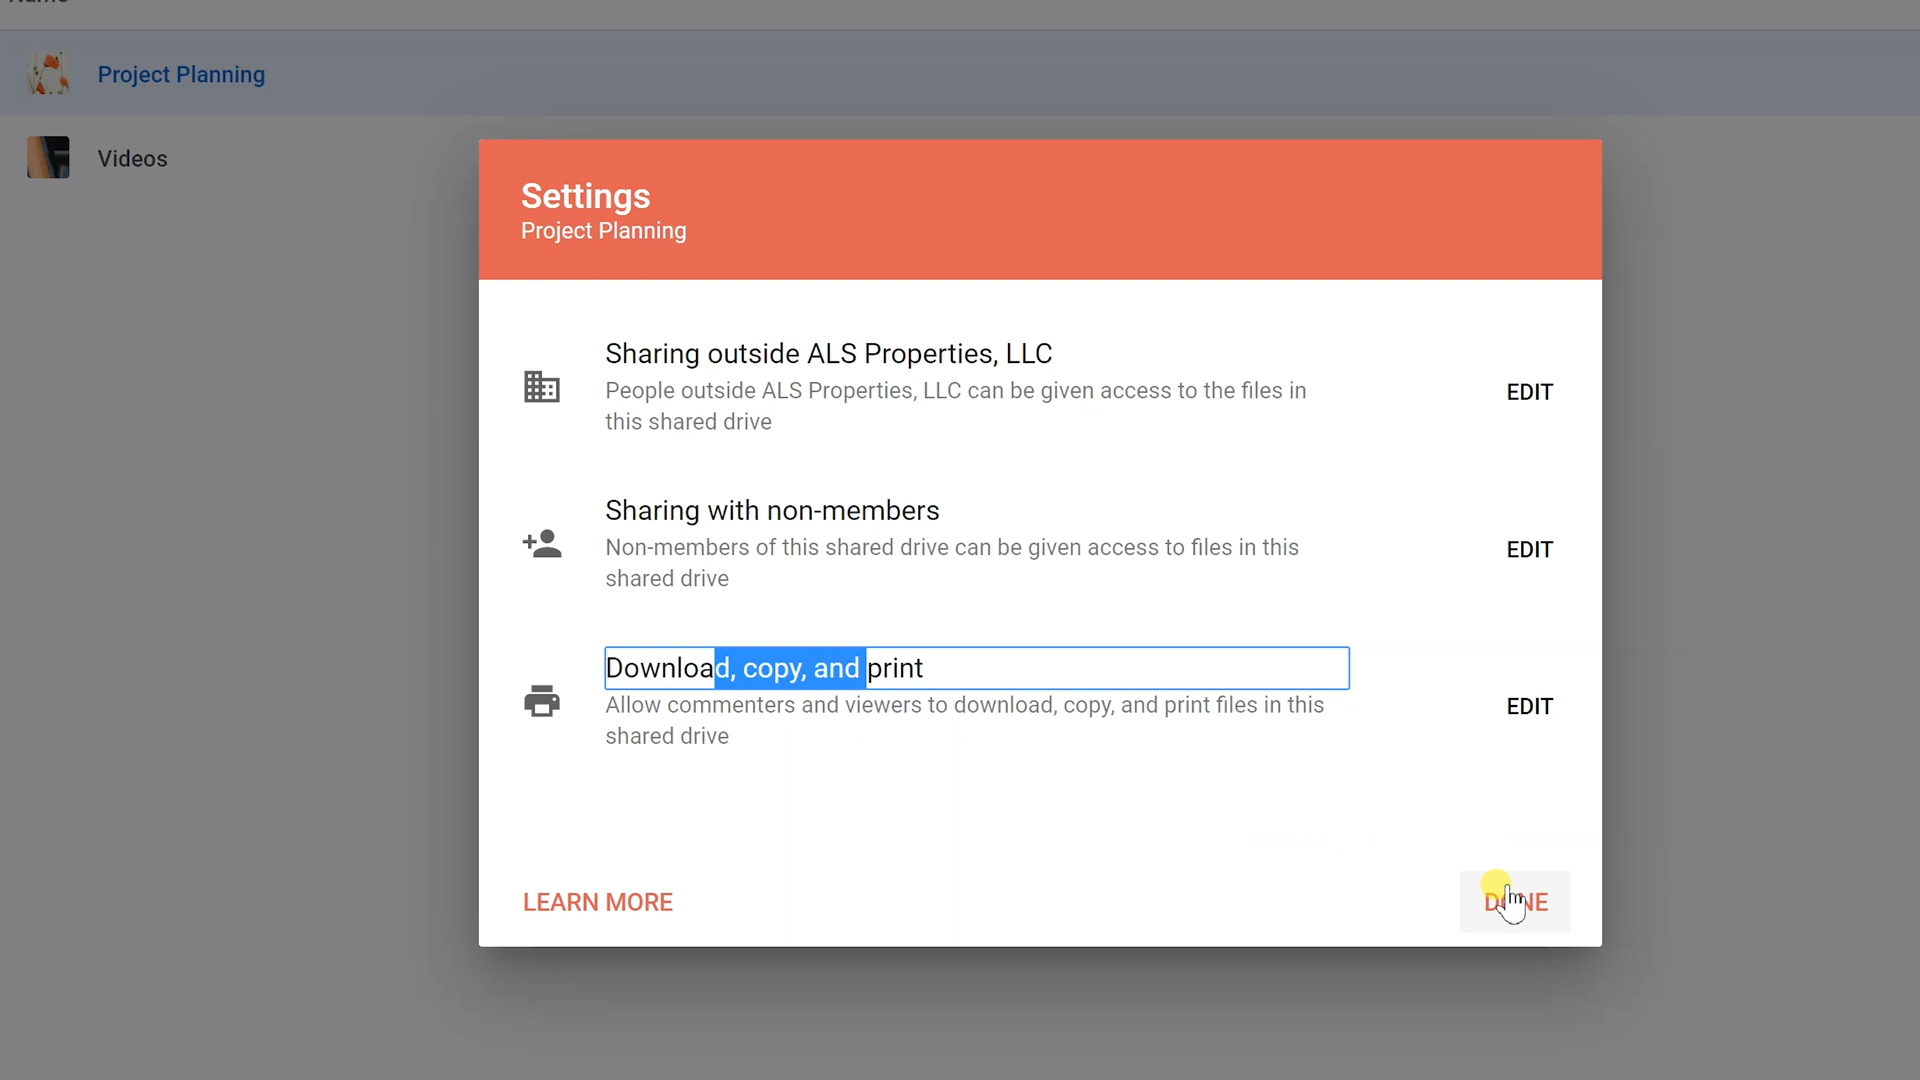 Project Planning
Videos
Settings
Project Planning
Sharing outside ALS Properties, LLC
People outside ALS Properties, LLC can be given access to the files in
this shared drive
EDIT
Sharing with non-members
Non-members of this shared drive can be given access to files in this
shared drive
EDIT
Download, copy, and print
Allow commenters and viewers to download, copy, and print files in this
shared drive
EDIT
LEARN MORE
DONE